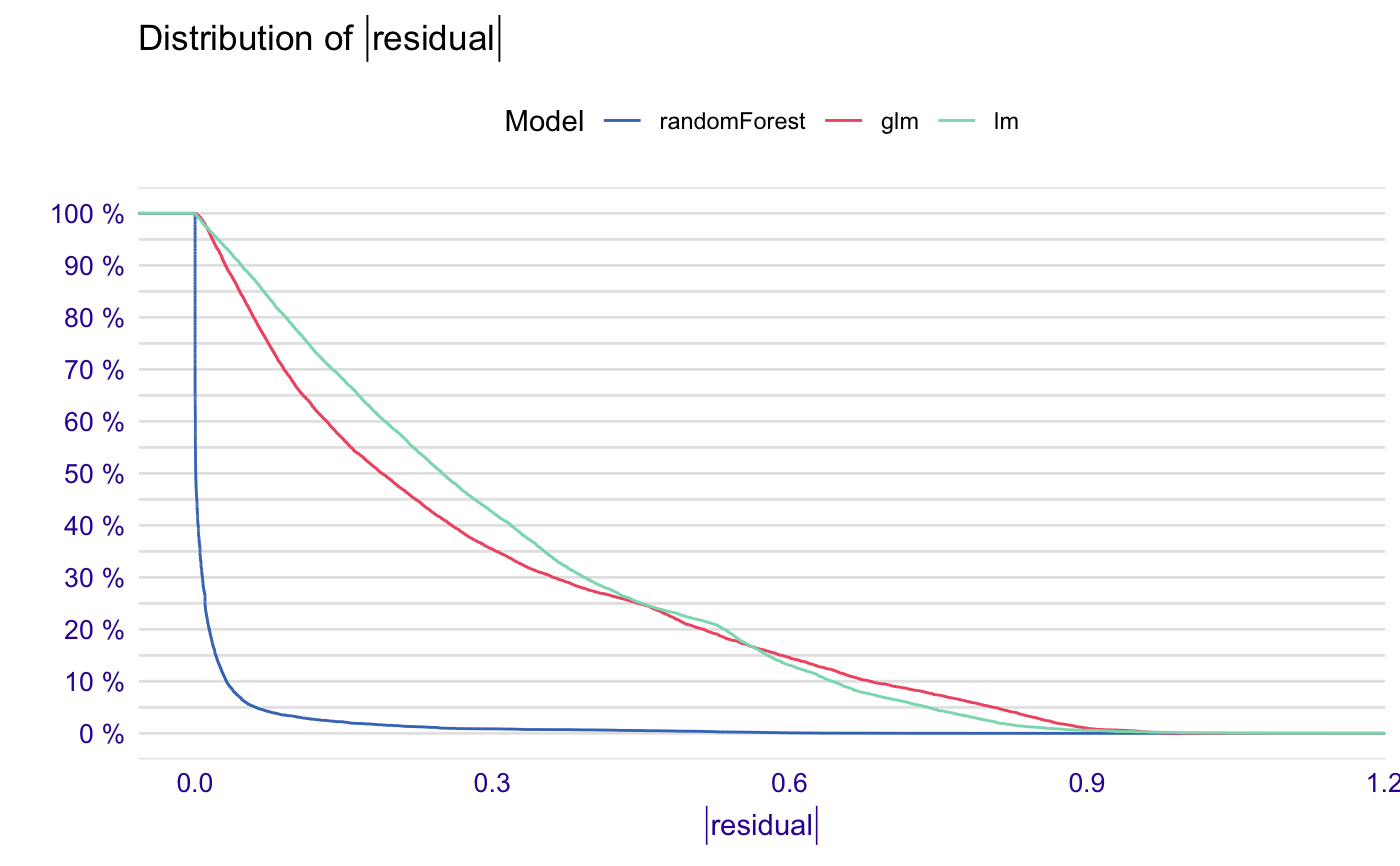 Distribution of |residual|
Model randomForest glm lm
100 %
90 %
80 %
70 %
60 %
50 %
40 %
30 %
20 %
10 %
0 %
0.0 0.3 0.6 0.9 1.2
|residual|